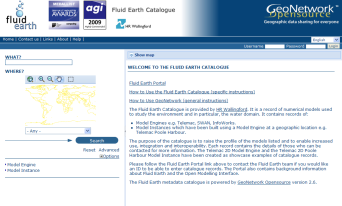 fluid earth
AWARDS
agi
2009
HR Wallingford
Fluid Earth Catalogue
GeoNetwork
Opensource
Geographic data sharing for everyone
Home | Contact us | Links | About | Help |
English
Username
Password
Login
WHAT?
WHERE?
- Any -
Search
Reset Advanced
Options
Model Engine
Model Instance
Show map
WELCOME TO THE FLUID EARTH CATALOGUE
Fluid Earth Portal
How to Use the Fluid Earth Catalogue (specific instructions)
How to Use GeoNetwork (general instructions)
The Fluid Earth Catalogue is provided by HR Wallingford. It is a record of numerical models
used to study the environment and in particular, the water domain. It contains records of:
Model Engines e.g. Telemac, SWAN, InfoWorks.
Model Instances which have been built using a Model Engine at a geographic location e.g.
Telemac Poole Harbour.
The purpose of the catalogue is to raise the profile of the models listed and to enable increased
use, integration and interoperability. Each record contains the details of those who can be
contacted for more information. The Telemac 2D Model Engine and the Telemac 2D Poole
Harbour Model Instance have been created as showcase examples of catalogue records.
Please follow the Fluid Earth Portal link above to contact the Fluid Earth team if you would like
an ID to be able to enter catalogue records. The Portal also contains background information
about Fluid Earth and the Open Modelling Interface.
The Fluid Earth metadata catalogue is powered by GeoNetwork Opensource version 2.0.